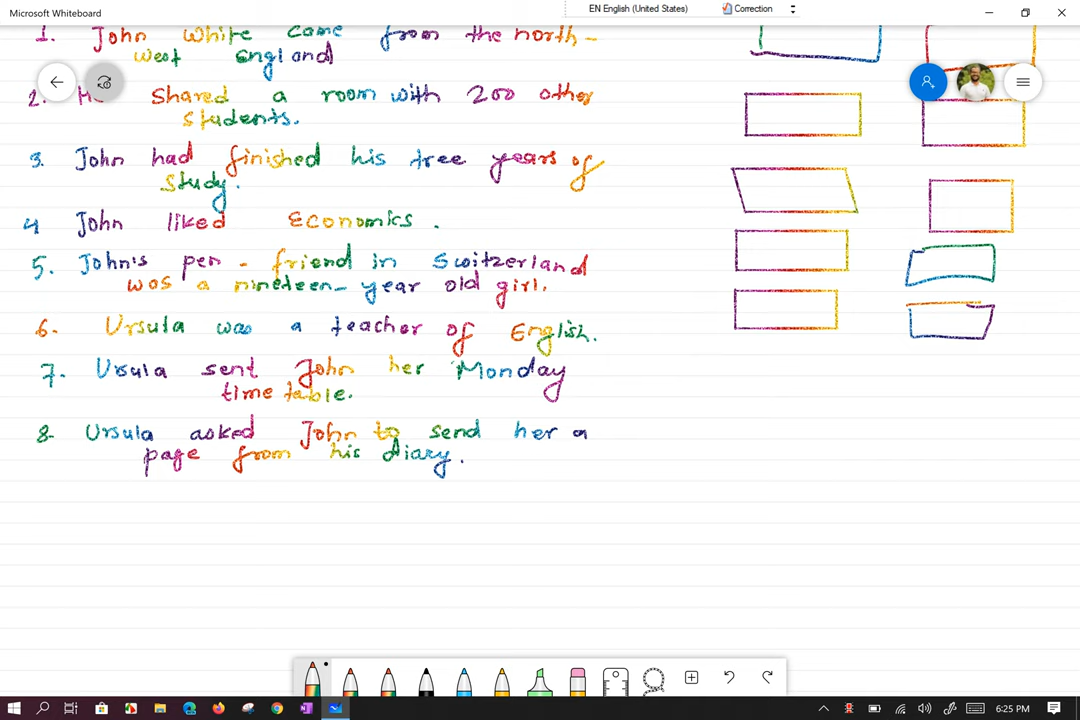 Microsoft Whiteboard
EN English (United States)
Correction
1. John White came from the north-
west England
2. shared a room with 200 other
students.
3. John had finished his tree years of
study.
4 John liked Economics.
5. John's pen-friend in Switzerland
was a nineteen-year old girl.
6. Ursula was a teacher of English.
7. Ursula sent John her Monday
time table.
8. Ursula asked John to send her a
page from his diary.
6:25 PM